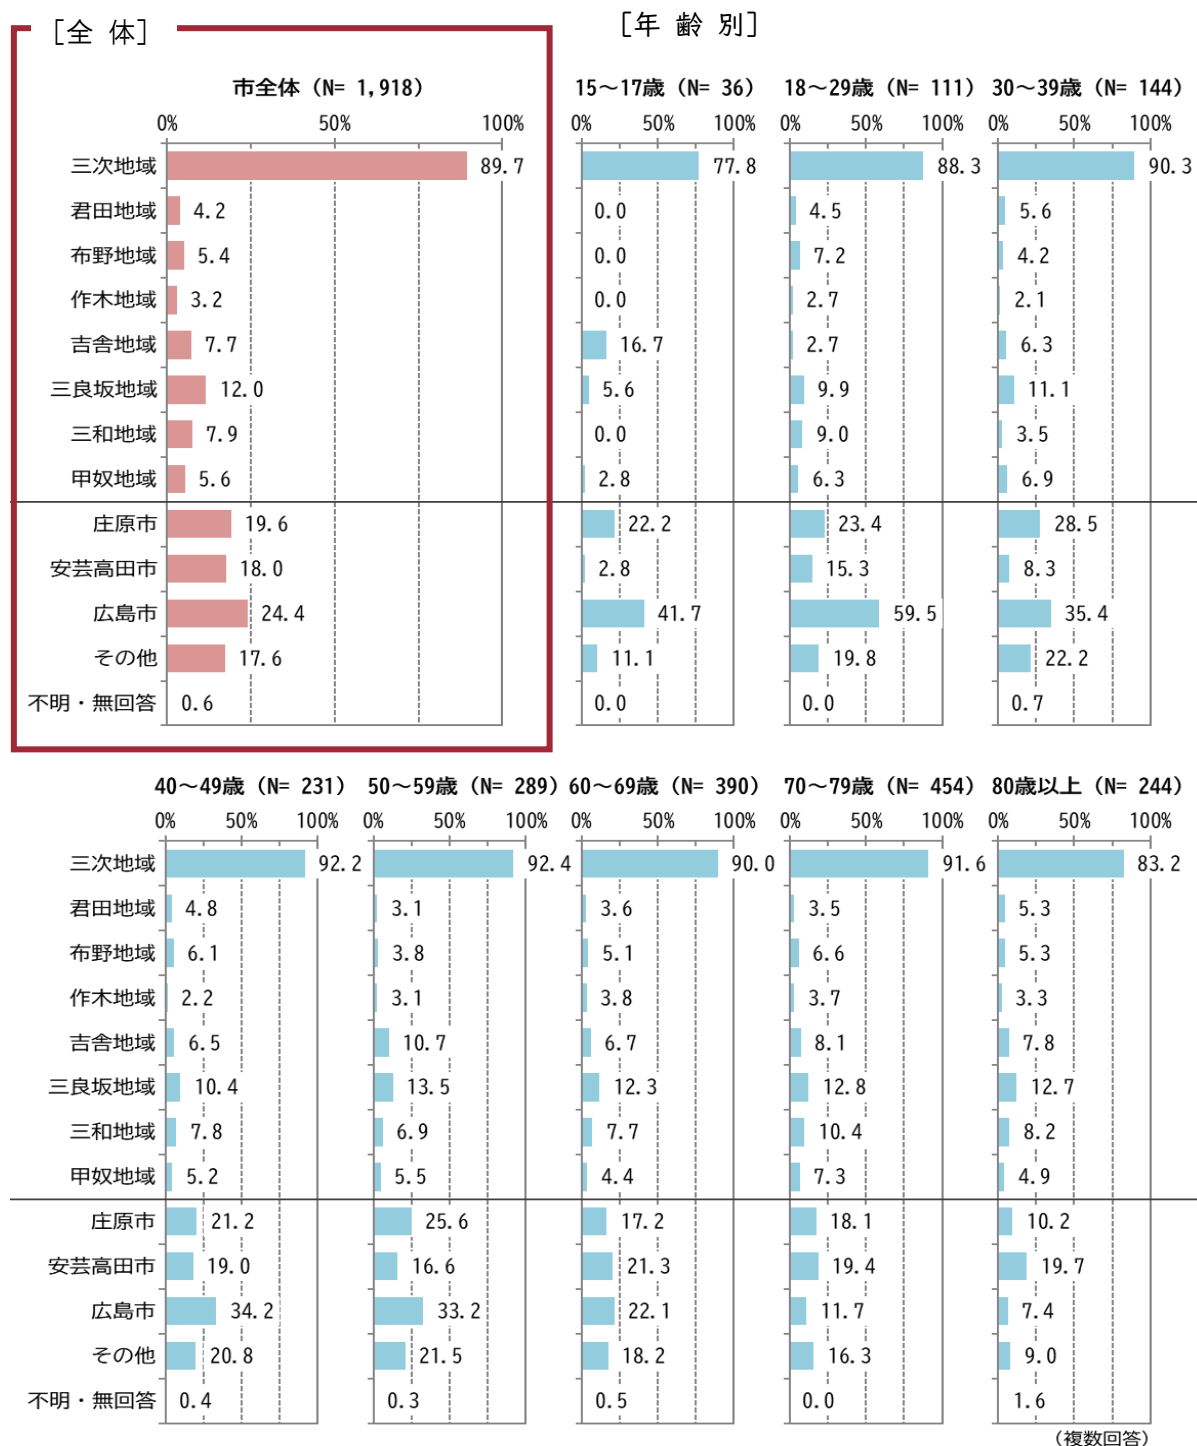 ［全 体］
［年 齢 別］
市全体（N= 1,918） 15～17歳（N= 36） 18～29歳（N= 111） 30～39歳（N= 144）
0% 50% 100% 0% 50% 100% 0% 50% 100% 0% 50% 100%
三次地域 89.7 77.8 88.3 90.3
君田地域 4.2 0.0 4.5 5.6
布野地域 5.4 0.0 7.2 4.2
作木地域 3.2 0.0 2.7 2.1
吉舎地域 7.7 16.7 2.7 6.3
三良坂地域 12.0 5.6 9.9 11.1
三和地域 7.9 0.0 9.0 3.5
甲奴地域 5.6 2.8 6.3 6.9
庄原市 19.6 22.2 23.4 28.5
安芸高田市 18.0 2.8 15.3 8.3
広島市 24.4 41.7 59.5 35.4
その他 17.6 11.1 19.8 22.2
不明・無回答 0.6 0.0 0.0 0.7
40～49歳（N= 231） 50～59歳（N= 289） 60～69歳（N= 390） 70～79歳（N= 454） 80歳以上（N= 244）
0% 50% 100% 0% 50% 100% 0% 50% 100% 0% 50% 100% 0% 50% 100%
三次地域 92.2 92.4 90.0 91.6 83.2
君田地域 4.8 3.1 3.6 3.5 5.3
布野地域 6.1 3.8 5.1 6.6 5.3
作木地域 2.2 3.1 3.8 3.7 3.3
吉舎地域 6.5 10.7 6.7 8.1 7.8
三良坂地域 10.4 13.5 12.3 12.8 12.7
三和地域 7.8 6.9 7.7 10.4 8.2
甲奴地域 5.2 5.5 4.4 7.3 4.9
庄原市 21.2 25.6 17.2 18.1 10.2
安芸高田市 19.0 16.6 21.3 19.4 19.7
広島市 34.2 33.2 22.1 11.7 7.4
その他 20.8 21.5 18.2 16.3 9.0
不明・無回答 0.4 0.3 0.5 0.0 1.6
（複数回答）